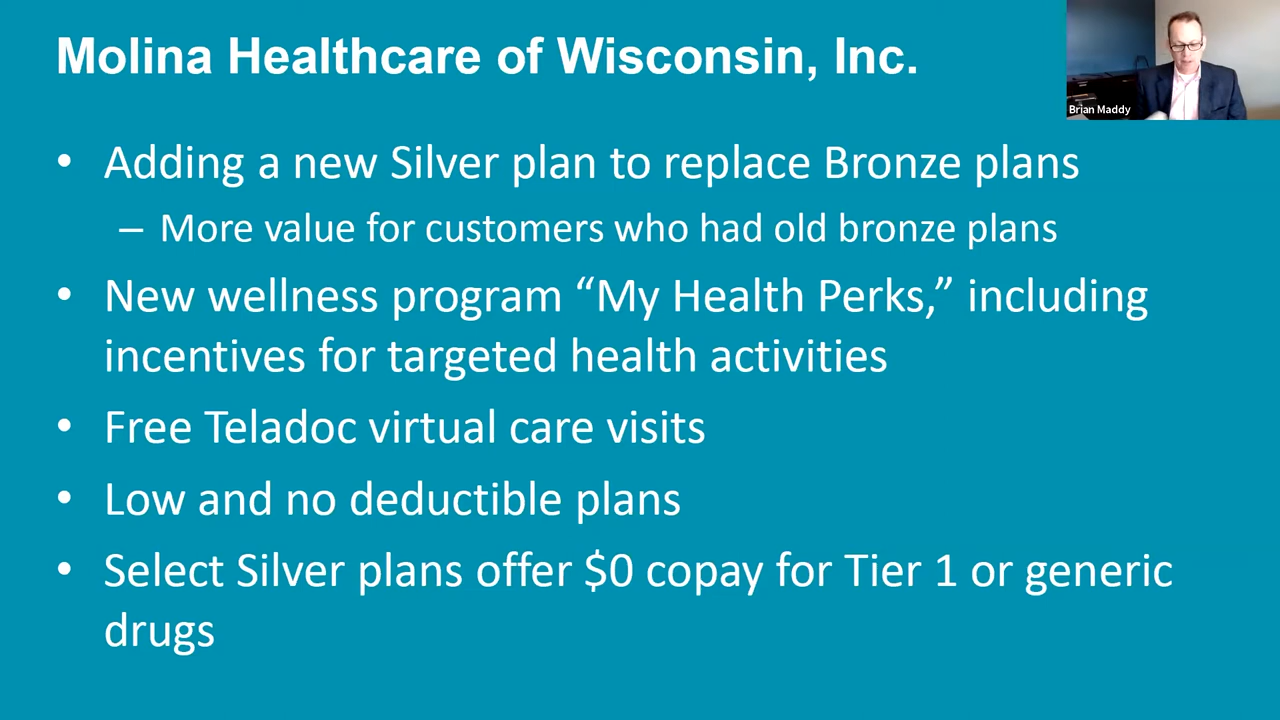 Molina Healthcare of Wisconsin, Inc.
Brian Maddy
• Adding a new Silver plan to replace Bronze plans
– More value for customers who had old bronze plans
• New wellness program “My Health Perks,” including
incentives for targeted health activities
• Free Teladoc virtual care visits
• Low and no deductible plans
• Select Silver plans offer $0 copay for Tier 1 or generic
drugs